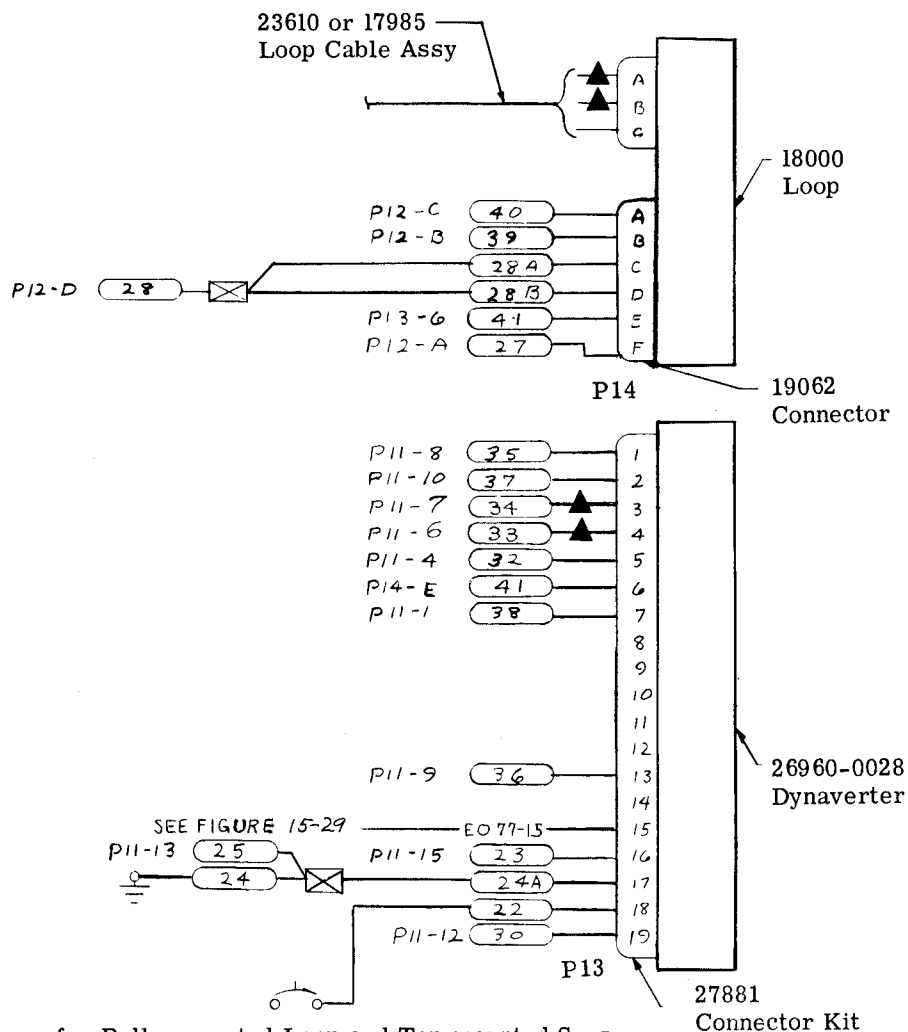 23610 or 17985
Loop Cable Assy
A
B
G
18000
Loop
P12-C 40 A
P12-B 39 B
28A C
P12-D 28 28B D
P13-6 41 E
P12-A 27 F
P14
19062
Connector
P11-8 35 1
P11-10 37 2
P11-7 34 3
P11-6 33 4
P11-4 32 5
P14-E 41 6
P11-1 38 7
8
9
10
11
12
P11-9 36 13
26960-0028
Dynaverter
14
SEE FIGURE 15-29 EO77-15 15
P11-13 25 P11-15 23 16
24 24A 17
22 18
P11-12 30 19
P13
27881
Connector Kit